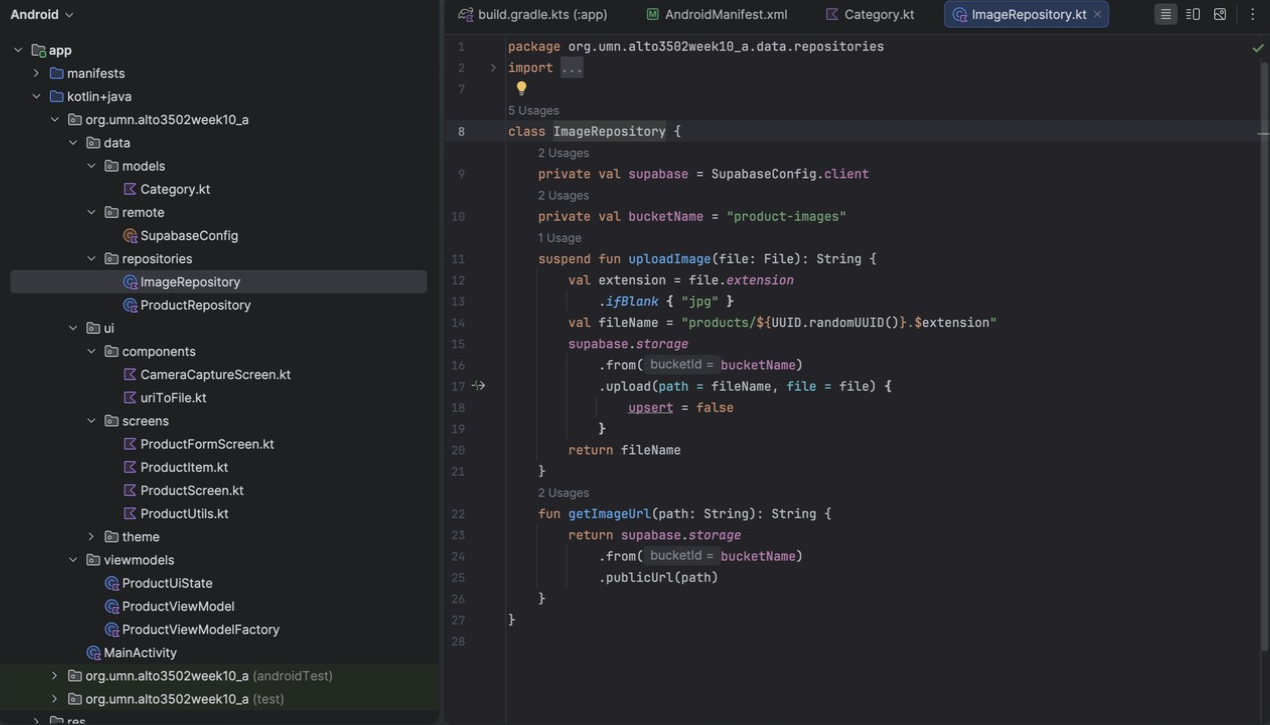 Android
app
manifests
kotlin+java
org.umn.alto3502week10_a
data
models
Category.kt
remote
SupabaseConfig
repositories
ImageRepository
ProductRepository
ui
components
CameraCaptureScreen.kt
uriToFile.kt
screens
ProductFormScreen.kt
ProductItem.kt
ProductScreen.kt
ProductUtils.kt
theme
viewmodels
ProductUiState
ProductViewModel
ProductViewModelFactory
MainActivity
org.umn.alto3502week10_a (androidTest)
org.umn.alto3502week10_a (test)
res
build.gradle.kts (:app) AndroidManifest.xml Category.kt ImageRepository.kt
1 package org.umn.alto3502week10_a.data.repositories
2 import ...
7
5 Usages
8 class ImageRepository {
2 Usages
9 private val supabase = SupabaseConfig.client
2 Usages
10 private val bucketName = "product-images"
1 Usage
11 suspend fun uploadImage(file: File): String {
12 val extension = file.extension
13 .ifBlank { "jpg" }
14 val fileName = "products/${UUID.randomUUID()}.$extension"
15 supabase.storage
16 .from( bucketId = bucketName)
17 .upload(path = fileName, file = file) {
18 upsert = false
19 }
20 return fileName
21 }
2 Usages
22 fun getImageUrl(path: String): String {
23 return supabase.storage
24 .from( bucketId = bucketName)
25 .publicUrl(path)
26 }
27 }
28